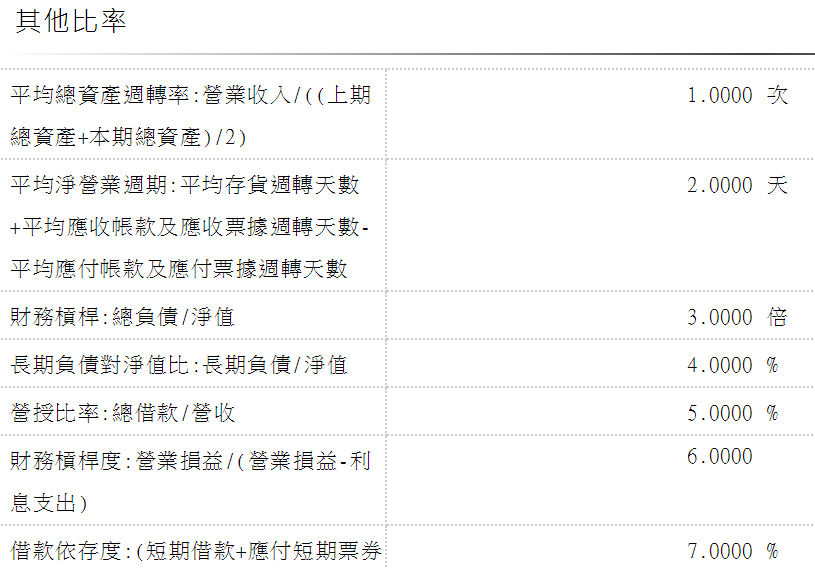 其他比率
平均總資產週轉率:營業收入/((上期
總資產+本期總資產)/2)
1.0000 次
平均淨營業週期:平均存貨週轉天數
+平均應收帳款及應收票據週轉天數-
平均應付帳款及應付票據週轉天數
2.0000 天
財務槓桿:總負債/淨值
3.0000 倍
長期負債對淨值比:長期負債/淨值
4.0000 %
營授比率:總借款/營收
5.0000 %
財務槓桿度:營業損益/(營業損益-利
息支出)
6.0000
借款依存度:(短期借款+應付短期票券
7.0000 %